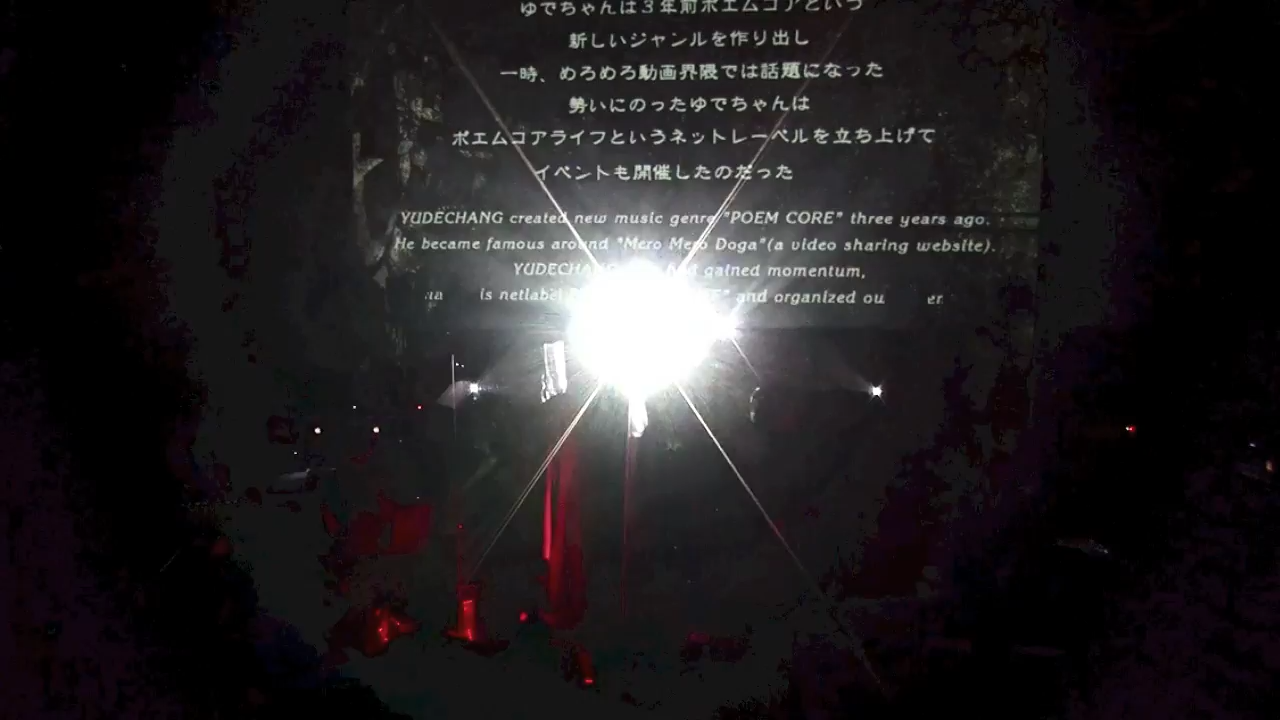 ゆでちゃんは３年前ポエムコアという
新しいジャンルを作り出し
一時、めろめろ動画界隈では話題になった
勢いにのったゆでちゃんは
ポエムコアライフというネットレーベルを立ち上げて
イベントも開催したのだった
YUDECHANG created new music genre "POEM CORE" three years ago.
He became famous around "Mero Mero Doga"(a video sharing website).
YUDECHANG gained momentum,
is netlabel and organized